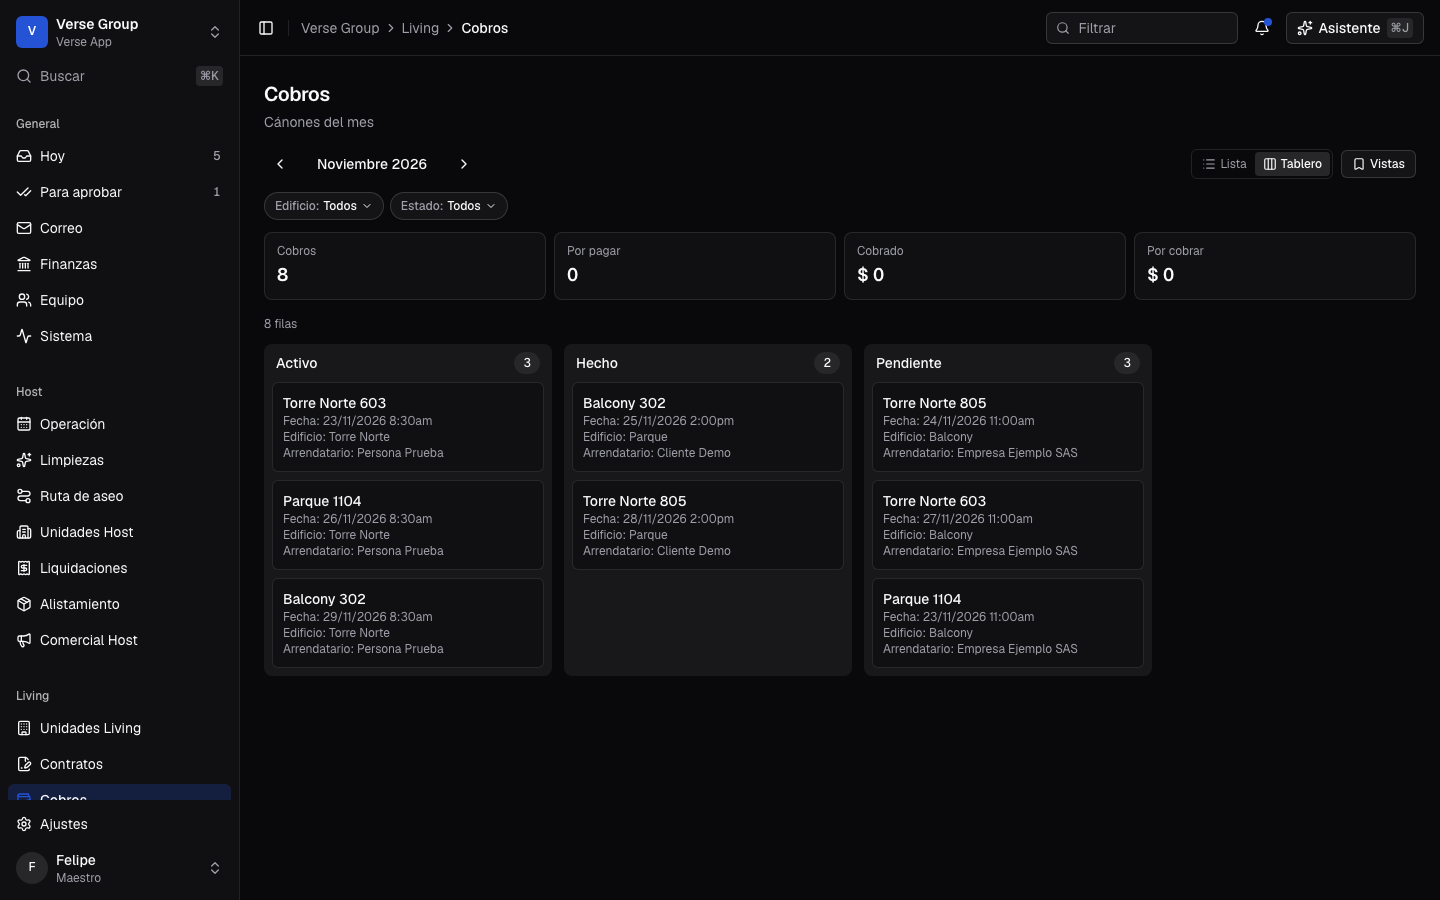 V
Verse Group
Verse App
Buscar
⌘K
General
Hoy
5
Para aprobar
1
Correo
Finanzas
Equipo
Sistema
Host
Operación
Limpiezas
Ruta de aseo
Unidades Host
Liquidaciones
Alistamiento
Comercial Host
Living
Unidades Living
Contratos
Cobros
Ajustes
F
Felipe
Maestro
Verse Group > Living > Cobros
Filtrar
Asistente ⌘J
Cobros
Cánones del mes
Noviembre 2026
Lista
Tablero
Vistas
Edificio: Todos
Estado: Todos
Cobros
8
Por pagar
0
Cobrado
$ 0
Por cobrar
$ 0
8 filas
Activo
3
Torre Norte 603
Fecha: 23/11/2026 8:30am
Edificio: Torre Norte
Arrendatario: Persona Prueba
Parque 1104
Fecha: 26/11/2026 8:30am
Edificio: Torre Norte
Arrendatario: Persona Prueba
Balcony 302
Fecha: 29/11/2026 8:30am
Edificio: Torre Norte
Arrendatario: Persona Prueba
Hecho
2
Balcony 302
Fecha: 25/11/2026 2:00pm
Edificio: Parque
Arrendatario: Cliente Demo
Torre Norte 805
Fecha: 28/11/2026 2:00pm
Edificio: Parque
Arrendatario: Cliente Demo
Pendiente
3
Torre Norte 805
Fecha: 24/11/2026 11:00am
Edificio: Balcony
Arrendatario: Empresa Ejemplo SAS
Torre Norte 603
Fecha: 27/11/2026 11:00am
Edificio: Balcony
Arrendatario: Empresa Ejemplo SAS
Parque 1104
Fecha: 23/11/2026 11:00am
Edificio: Balcony
Arrendatario: Empresa Ejemplo SAS